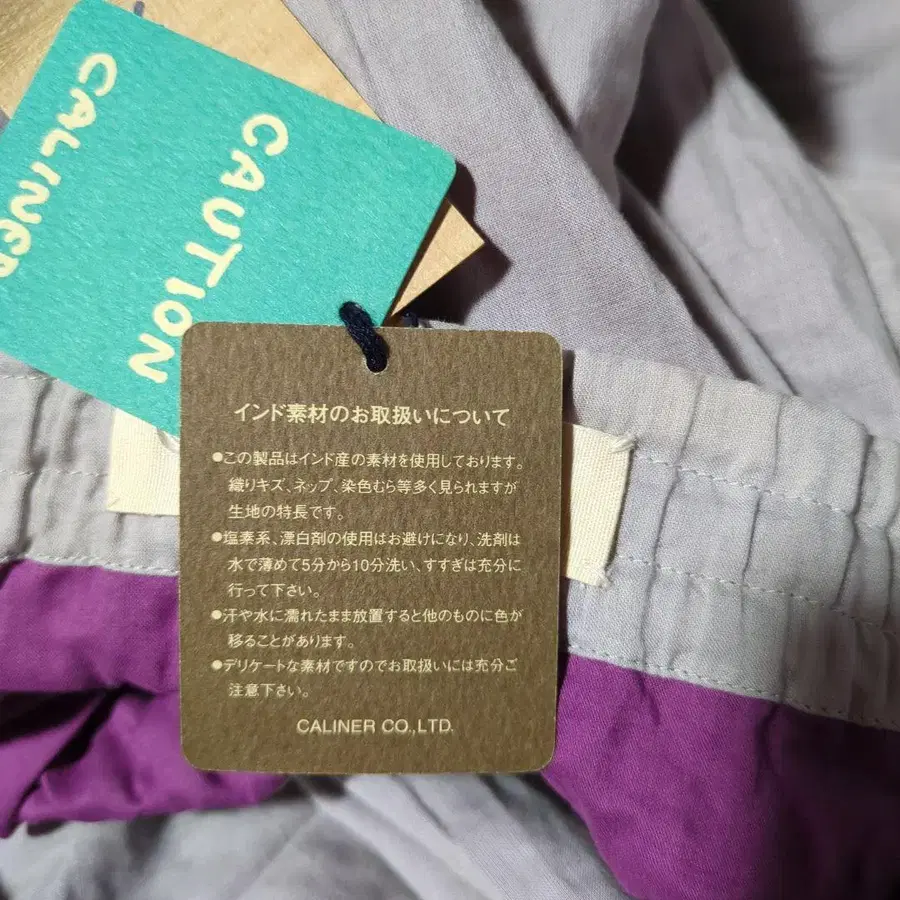 CALINER
CAUTION
インド素材のお取扱いについて
●この製品はインド産の素材を使用しております。
織りキズ、ネップ、染色むら等多く見られますが
生地の特長です。
●塩素系、漂白剤の使用はお避けになり、洗剤は
水で薄めて5分から10分洗い、すすぎは充分に
行って下さい。
●汗や水に濡れたまま放置すると他のものに色が
移ることがあります。
●デリケートな素材ですのでお取扱いには充分ご
注意下さい。
CALINER CO.,LTD.